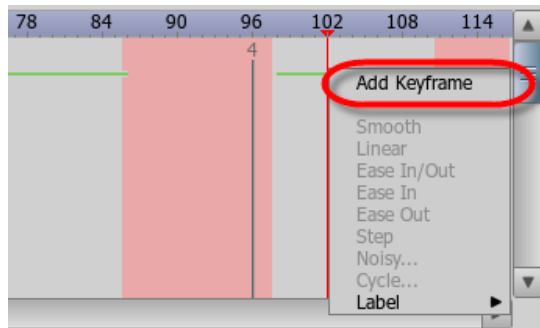 78 84 90 96 102 108 114
4
Add Keyframe
Smooth
Linear
Ease In/Out
Ease In
Ease Out
Step
Noisy...
Cycle...
Label